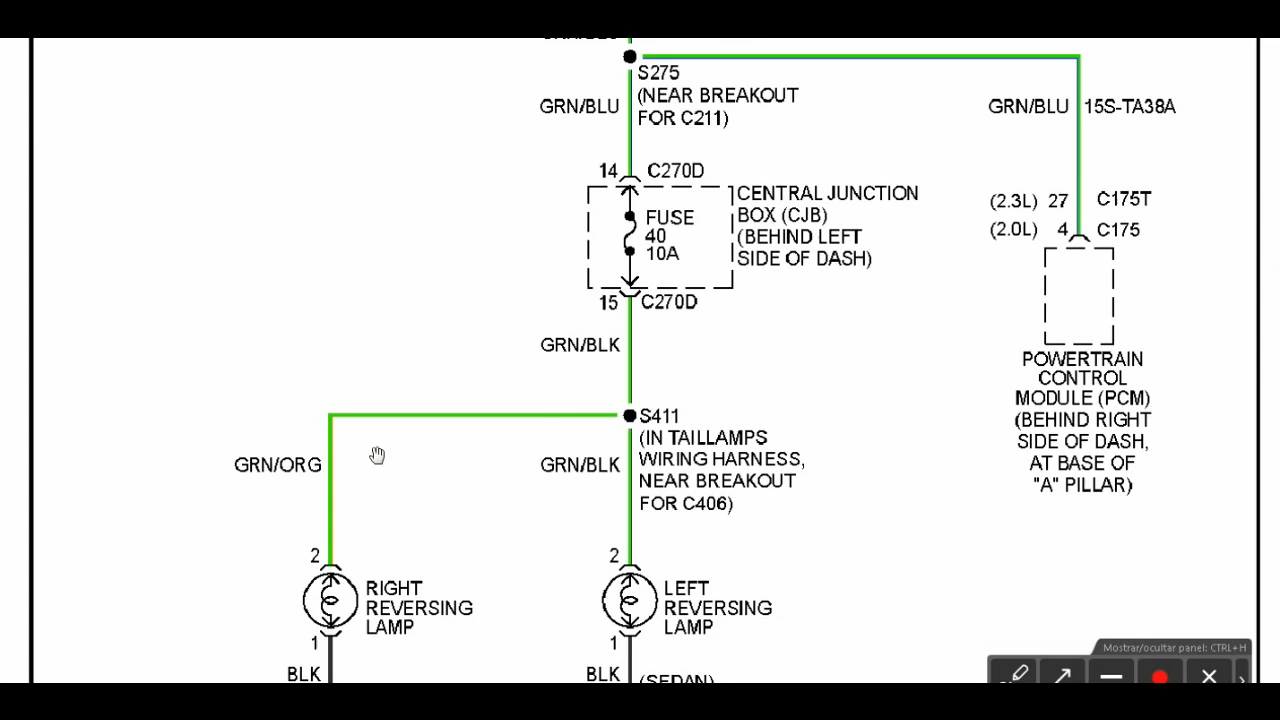 S275
(NEAR BREAKOUT
FOR C211)
GRN/BLU
GRN/BLU
15S-TA38A
14
C270D
FUSE
40
10A
CENTRAL JUNCTION
BOX (CJB)
(BEHIND LEFT
SIDE OF DASH)
15
C270D
(2.3L) 27 C175T
(2.0L) 4 C175
POWERTRAIN
CONTROL
MODULE (PCM)
(BEHIND RIGHT
SIDE OF DASH,
AT BASE OF
"A" PILLAR)
GRN/BLK
S411
(IN TAILLAMPS
WIRING HARNESS,
NEAR BREAKOUT
FOR C406)
GRN/ORG
GRN/BLK
2
RIGHT
REVERSING
LAMP
1
BLK
2
LEFT
REVERSING
LAMP
1
BLK
(SEDAN)
Mostrar/ocultar panel: CTRL+H